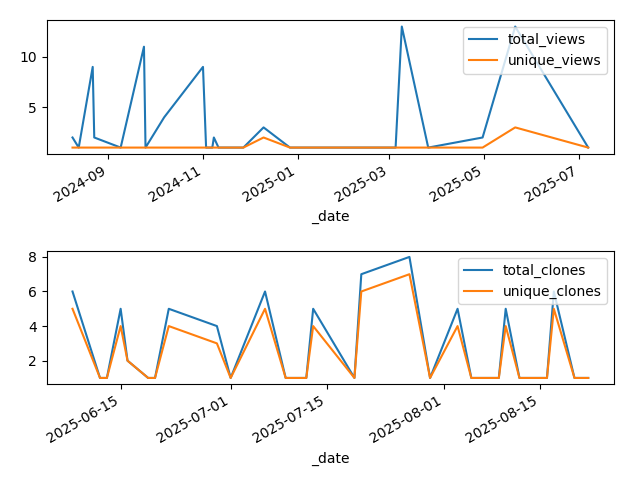 10
5
total_views
unique_views
2024-09
2024-11
2025-01
2025-03
2025-05
2025-07
_date
8
6
4
2
total_clones
unique_clones
2025-06-15
2025-07-01
2025-07-15
2025-08-01
2025-08-15
_date